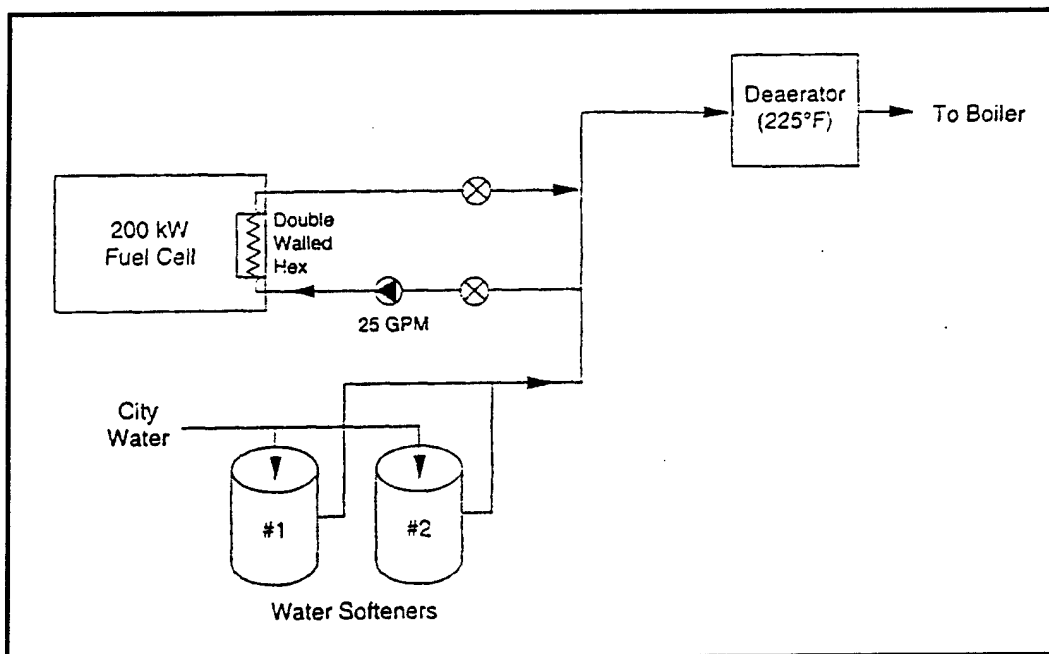 Deaerator
(225°F)
To Boiler
200 kW
Fuel Cell
Double
Walled
Hex
25 GPM
City
Water
#1
#2
Water Softeners